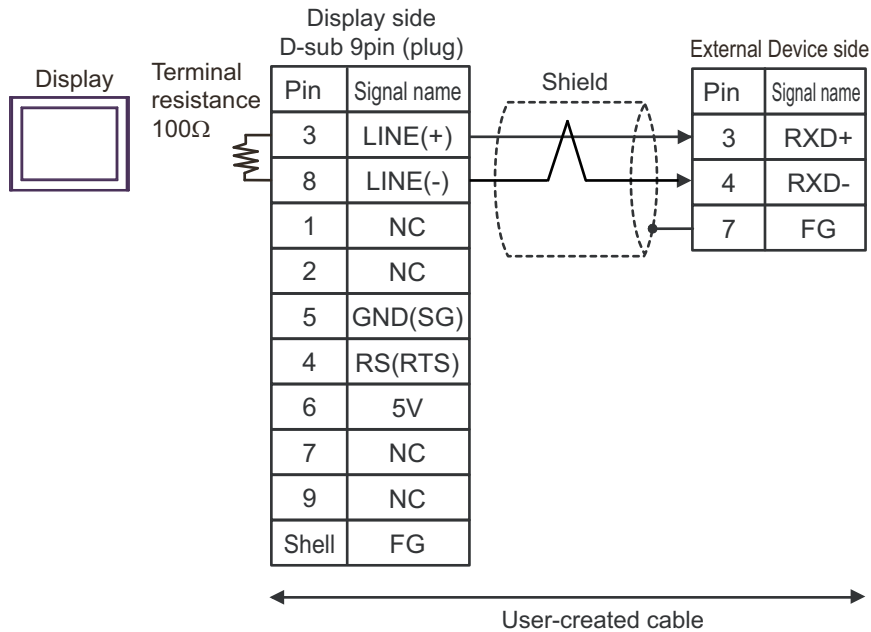 Display side
D-sub 9pin (plug)
External Device side
Display
Terminal
resistance
100Ω
Shield
Pin Signal name
3 LINE(+)
8 LINE(-)
1 NC
2 NC
5 GND(SG)
4 RS(RTS)
6 5V
7 NC
9 NC
Shell FG
Pin Signal name
3 RXD+
4 RXD-
7 FG
User-created cable